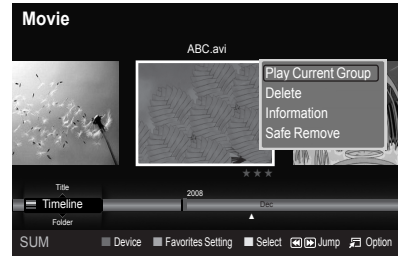 Movie
ABC.avi
Play Current Group
Delete
Information
Safe Remove
Title
2008
Timeline
Dec
Folder
SUM Device Favorites Setting Select Jump Option